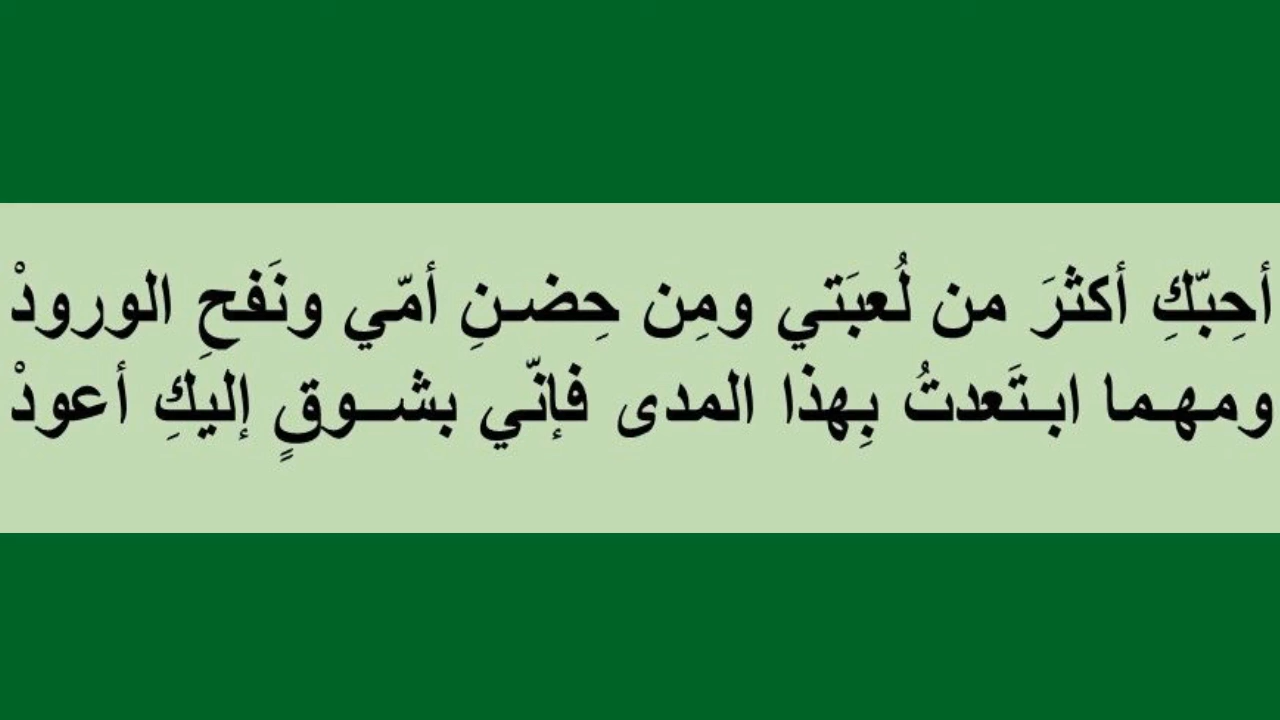 أحِبّكِ أكثرَ من لُعبَتي ومِن حِضـنِ أمّي ونَفحِ الورودْ
ومهـما ابـتَعدتُ بِهذا المدى فإنّي بشــوقٍ إليكِ أعودْ